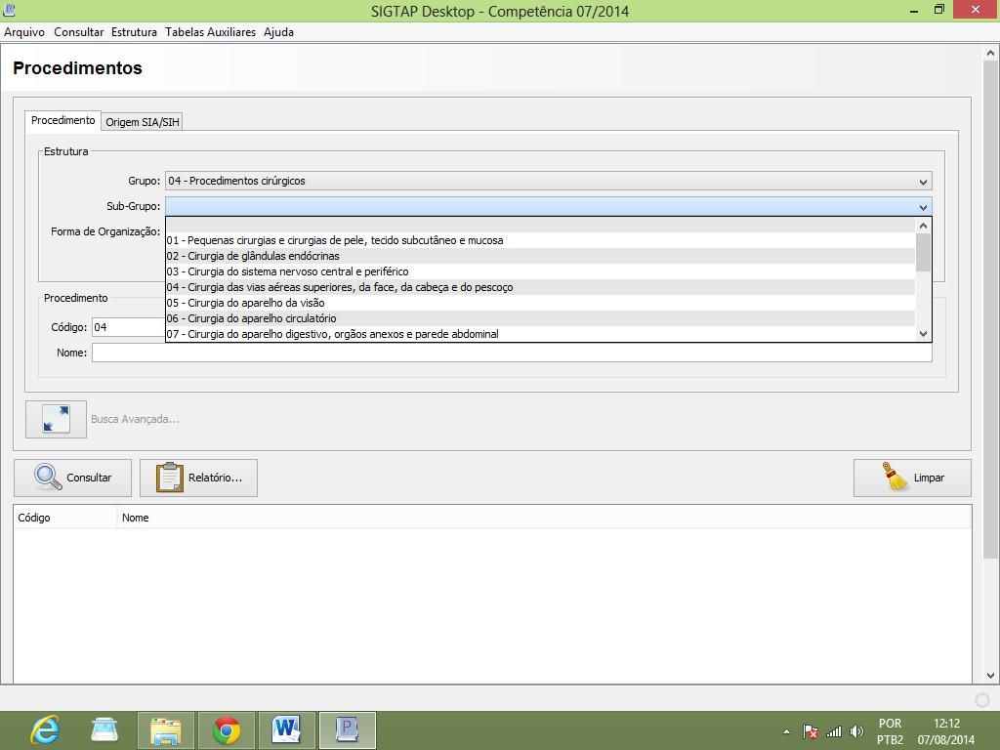 SIGTAP Desktop - Competência 07/2014
Arquivo Consultar Estrutura Tabelas Auxiliares Ajuda
Procedimentos
Procedimento Origem SIA/SIH
Estrutura
Grupo: 04 - Procedimentos cirúrgicos
Sub-Grupo:
Forma de Organização:
01 - Pequenas cirurgias e cirurgias de pele, tecido subcutâneo e mucosa
02 - Cirurgia de glândulas endócrinas
03 - Cirurgia do sistema nervoso central e periférico
04 - Cirurgia das vias aéreas superiores, da face, da cabeça e do pescoço
05 - Cirurgia do aparelho da visão
06 - Cirurgia do aparelho circulatório
07 - Cirurgia do aparelho digestivo, orgãos anexos e parede abdominal
Procedimento
Código: 04
Nome:
Busca Avançada...
Consultar Relatório... Limpar
Código Nome
POR 12:12
PTB2 07/08/2014